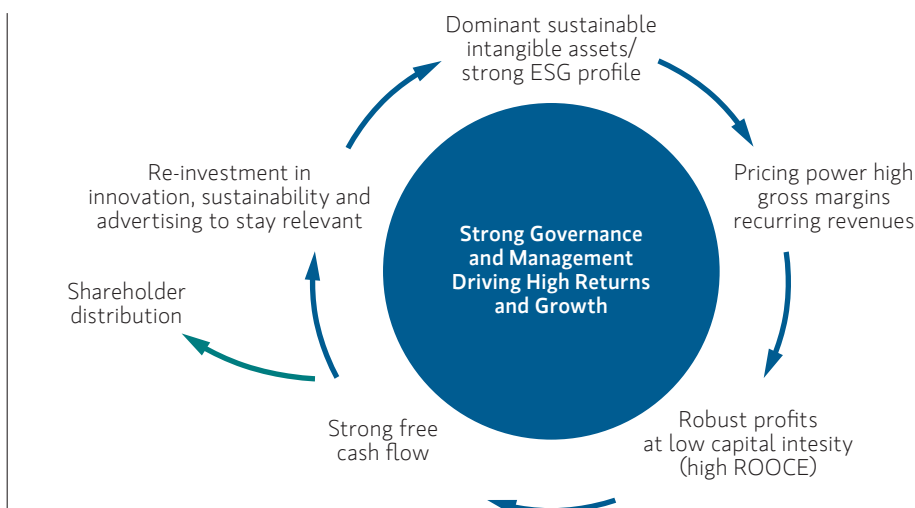 Dominant sustainable
intangible assets/
strong ESG profile
Pricing power high
gross margins
recurring revenues
Robust profits
at low capital intesity
(high ROOCE)
Strong free
cash flow
Shareholder
distribution
Re-investment in
innovation, sustainability and
advertising to stay relevant
Strong Governance
and Management
Driving High Returns
and Growth